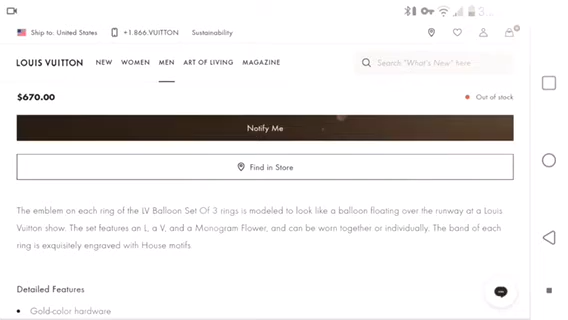 Ship to: United States +1.866.VUITTON Sustainability
LOUIS VUITTON NEW WOMEN MEN ART OF LIVING MAGAZINE Search "What's New" here
$670.00 Out of stock
Notify Me
Find in Store
The emblem on each ring of the LV Balloon Set Of 3 rings is modeled to look like a balloon floating over the runway at a Louis
Vuitton show. The set features an L, a V, and a Monogram Flower, and can be worn together or individually. The band of each
ring is exquisitely engraved with House motifs
Detailed Features
• Gold-color hardware